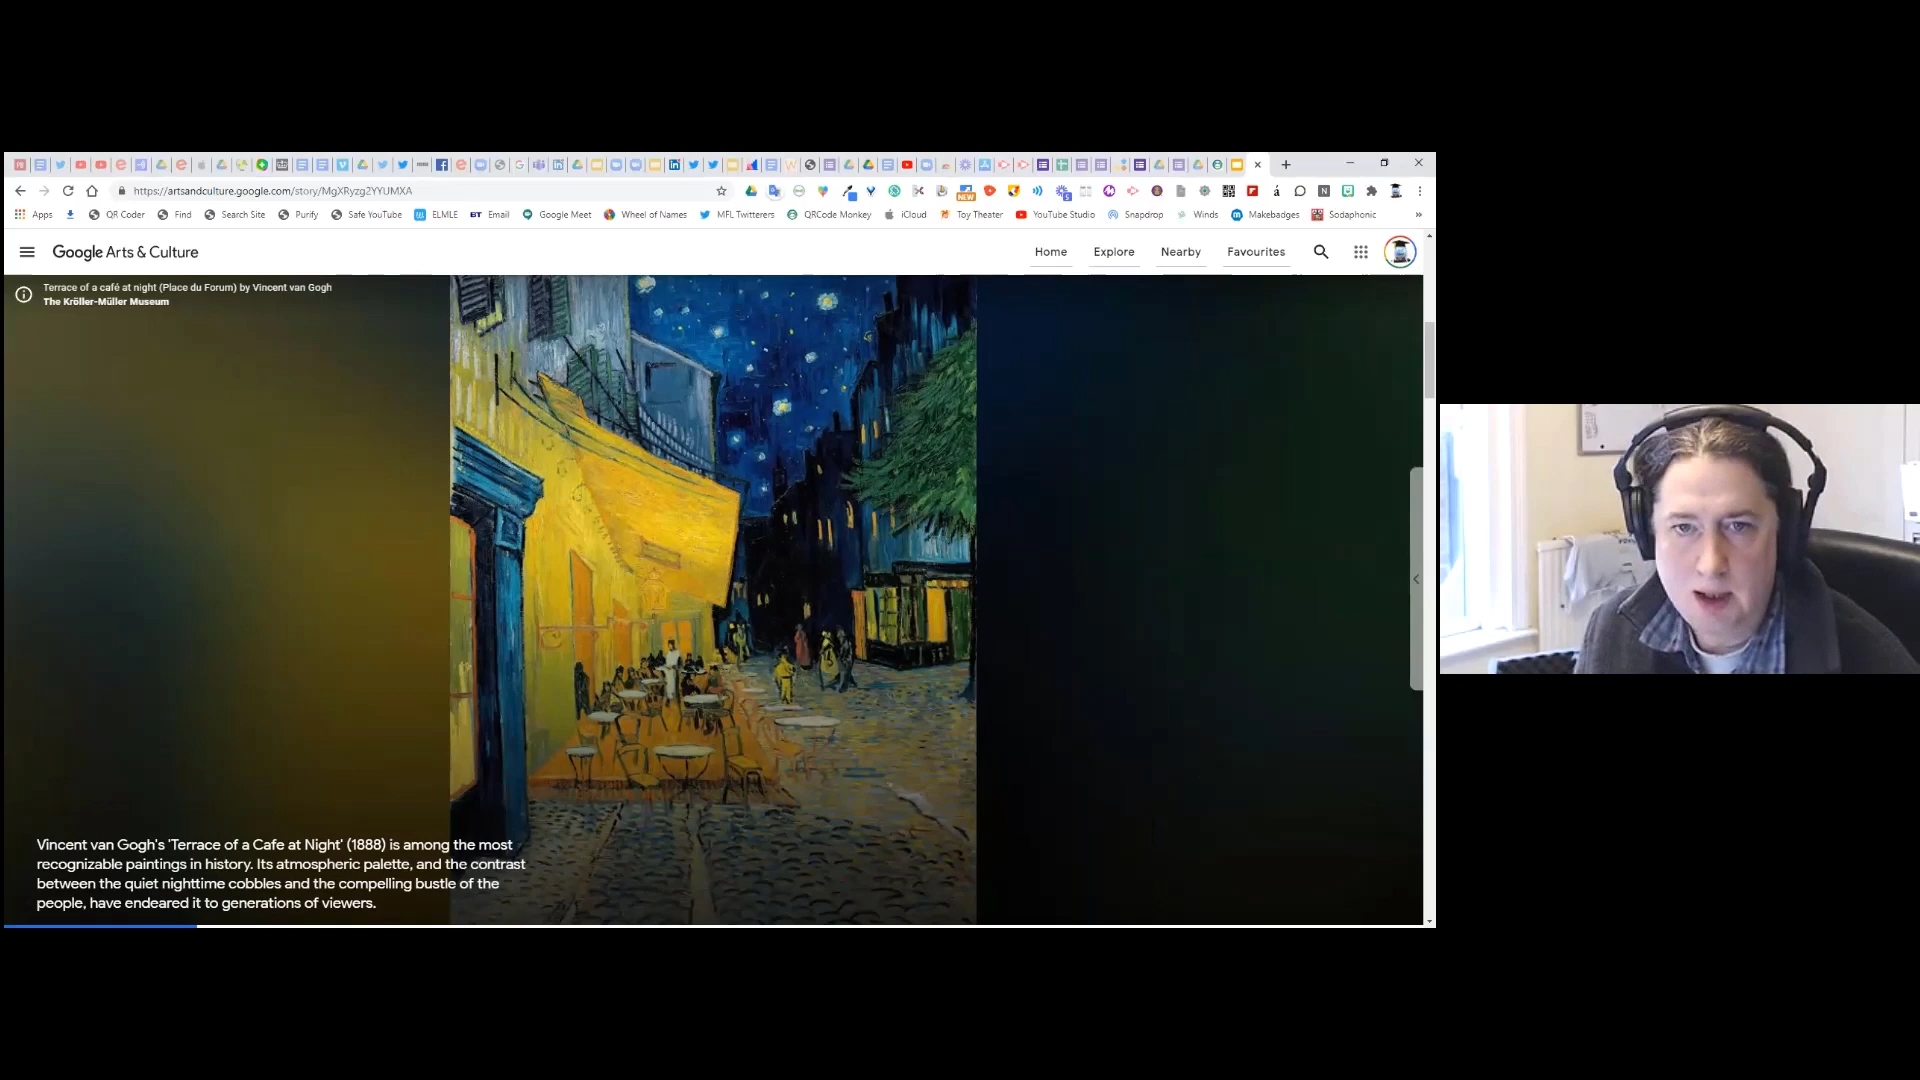 https://artsandculture.google.com/story/MgXRyzg2YYUMXA
NEW
5
Apps QR Coder Find Search Site Purify Safe YouTube ELMLE BT Email Google Meet Wheel of Names MFL Twitterers QRCode Monkey iCloud Toy Theater YouTube Studio Snapdrop Winds Makebadges Sodaphonic »
Google Arts & Culture Home Explore Nearby Favourites
Terrace of a café at night (Place du Forum) by Vincent van Gogh
The Kröller-Müller Museum
Vincent van Gogh's 'Terrace of a Cafe at Night' (1888) is among the most
recognizable paintings in history. Its atmospheric palette, and the contrast
between the quiet nighttime cobbles and the compelling bustle of the
people, have endeared it to generations of viewers.